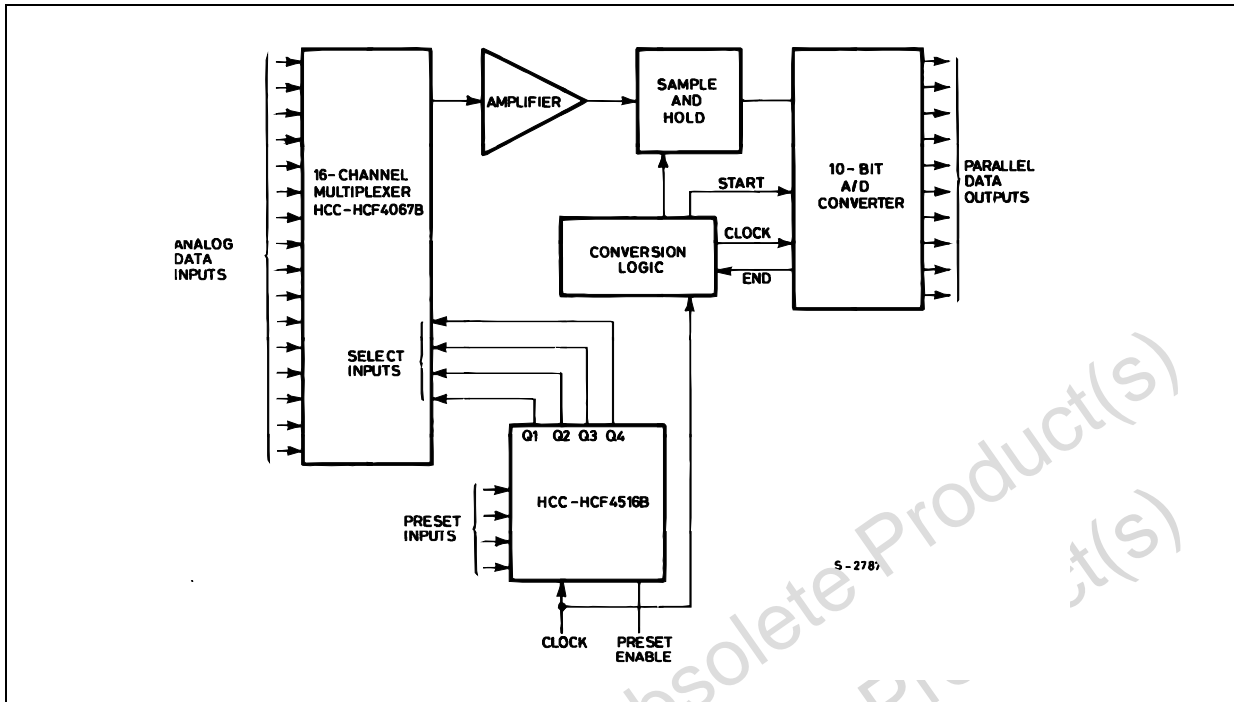 ANALOG
DATA
INPUTS
16-CHANNEL
MULTIPLEXER
HCC-HCF4067B
SELECT
INPUTS
AMPLIFIER
SAMPLE
AND
HOLD
START
CLOCK
END
CONVERSION
LOGIC
10-BIT
A/D
CONVERTER
PARALLEL
DATA
OUTPUTS
Q1 Q2 Q3 Q4
HCC-HCF4516B
PRESET
INPUTS
CLOCK
PRESET
ENABLE
Product(s)